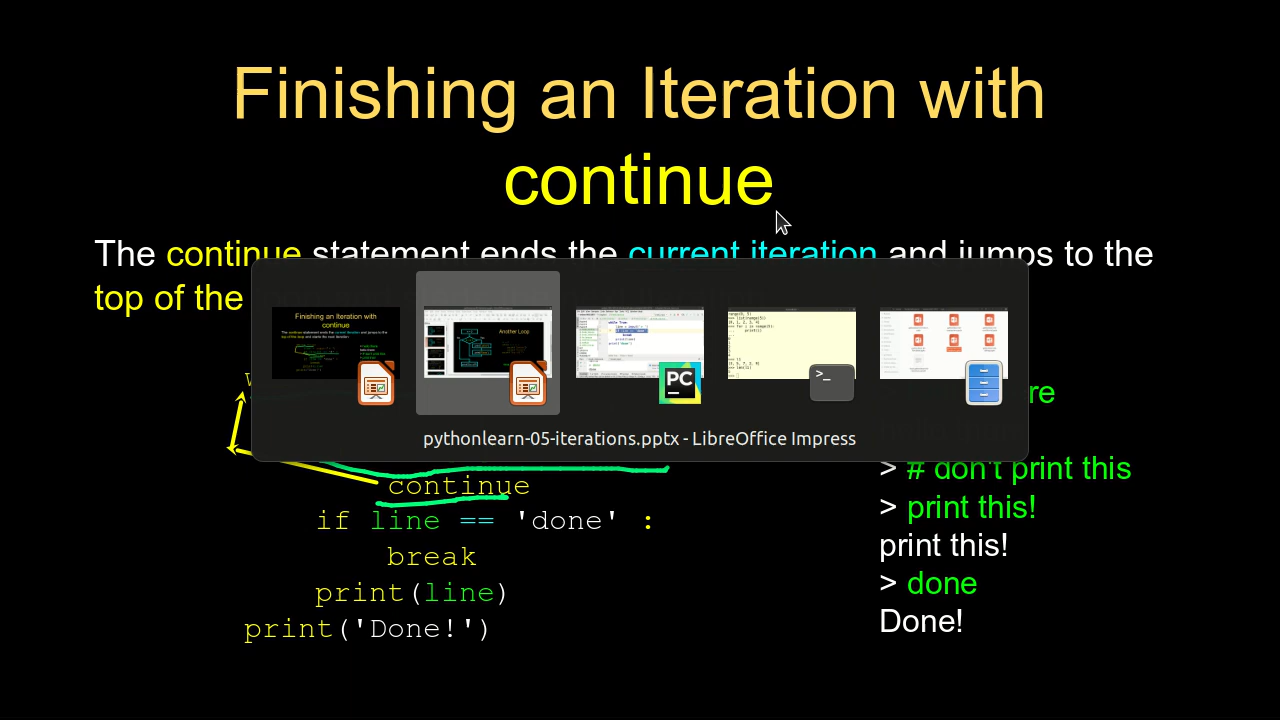 Finishing an Iteration with
continue
The continue statement ends the current iteration and jumps to the
top of the
Finishing an Iteration with
continue
Another Loop
PC
>_
pythonlearn-05-iterations.pptx - LibreOffice Impress
re
> # don't print this
continue
> print this!
if line == 'done' :
print this!
break
> done
print(line)
Done!
print('Done!')